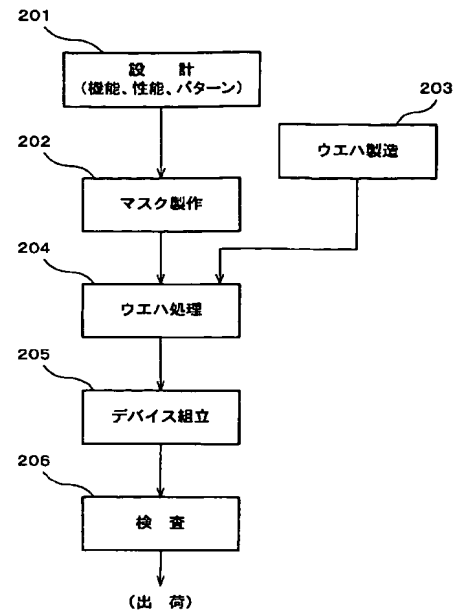 201
設 計
(機能、性能、パターン)
203
ウエハ製造
202
マスク製作
204
ウエハ処理
205
デバイス組立
206
検 査
(出 荷)